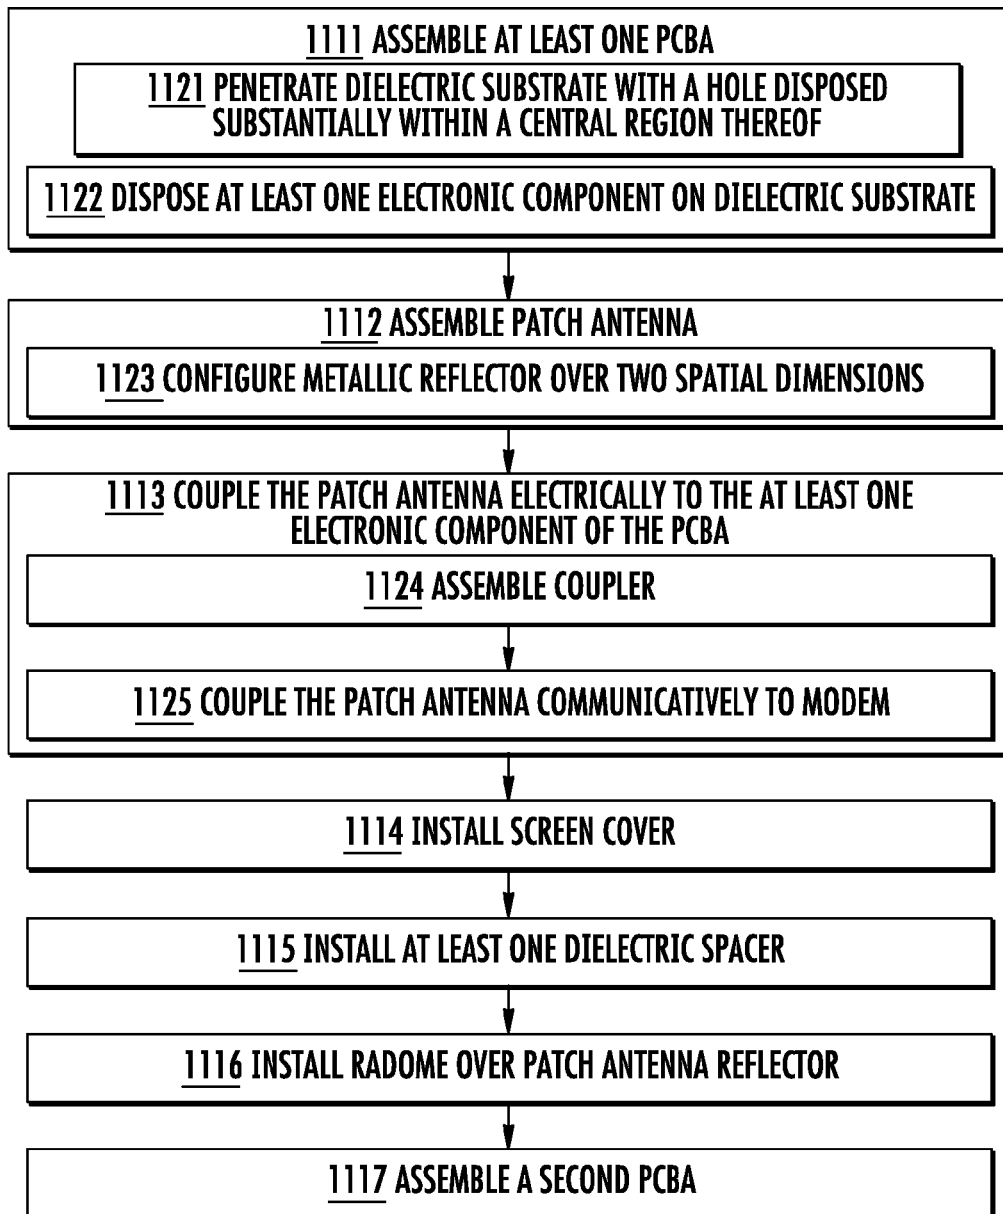 1111 ASSEMBLE AT LEAST ONE PCBA
1121 PENETRATE DIELECTRIC SUBSTRATE WITH A HOLE DISPOSED
SUBSTANTIALLY WITHIN A CENTRAL REGION THEREOF
1122 DISPOSE AT LEAST ONE ELECTRONIC COMPONENT ON DIELECTRIC SUBSTRATE
1112 ASSEMBLE PATCH ANTENNA
1123 CONFIGURE METALLIC REFLECTOR OVER TWO SPATIAL DIMENSIONS
1113 COUPLE THE PATCH ANTENNA ELECTRICALLY TO THE AT LEAST ONE
ELECTRONIC COMPONENT OF THE PCBA
1124 ASSEMBLE COUPLER
1125 COUPLE THE PATCH ANTENNA COMMUNICATIVELY TO MODEM
1114 INSTALL SCREEN COVER
1115 INSTALL AT LEAST ONE DIELECTRIC SPACER
1116 INSTALL RADOME OVER PATCH ANTENNA REFLECTOR
1117 ASSEMBLE A SECOND PCBA